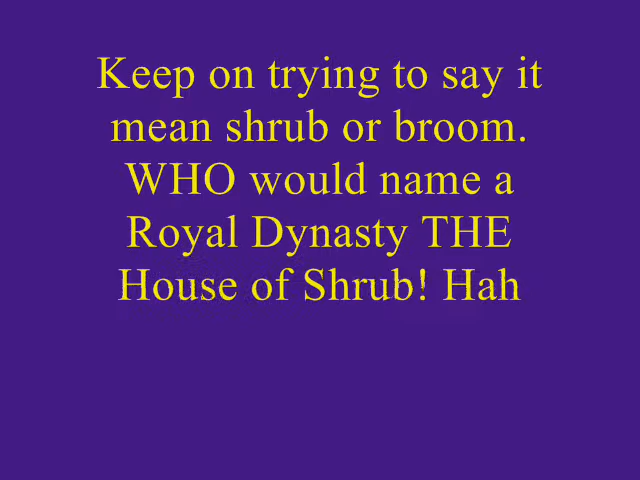 Keep on trying to say it
mean shrub or broom.
WHO would name a
Royal Dynasty THE
House of Shrub! Hah